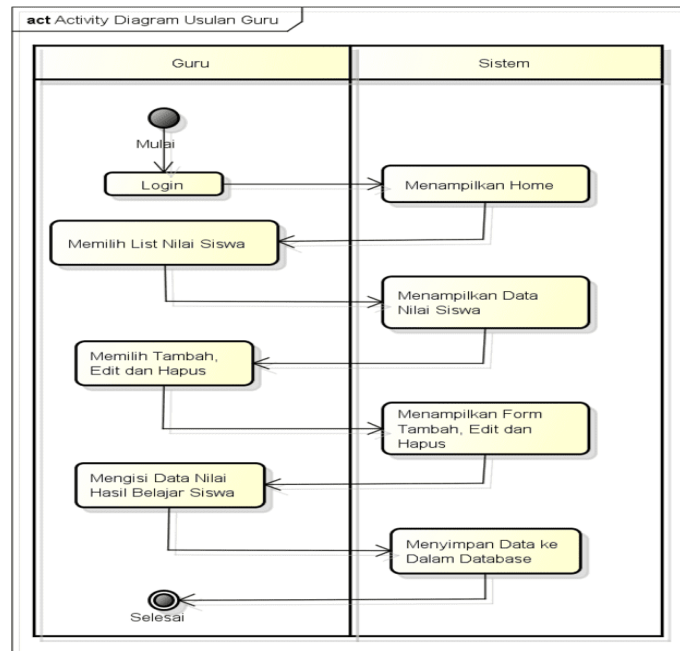 act Activity Diagram Usulan Guru
Guru
Sistem
Mulai
Login
Menampilkan Home
Memilih List Nilai Siswa
Menampilkan Data
Nilai Siswa
Memilih Tambah,
Edit dan Hapus
Menampilkan Form
Tambah, Edit dan
Hapus
Mengisi Data Nilai
Hasil Belajar Siswa
Menyimpan Data ke
Dalam Database
Selesai